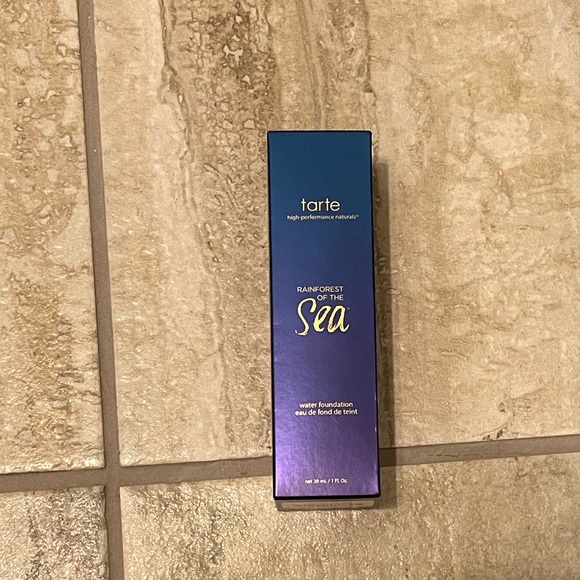 tarte
high-performance naturals™
RAINFOREST
OF THE
Sea
water foundation
eau de fond de teint
net 30 mL / 1 Fl. Oz.